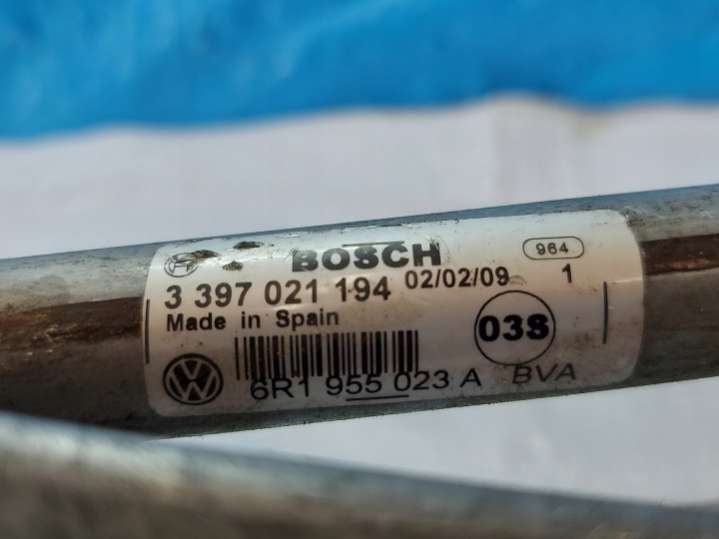 BOSCH 964
3 397 021 194 02/02/09 1
Made in Spain 03S
6R1 955 023 A BVA